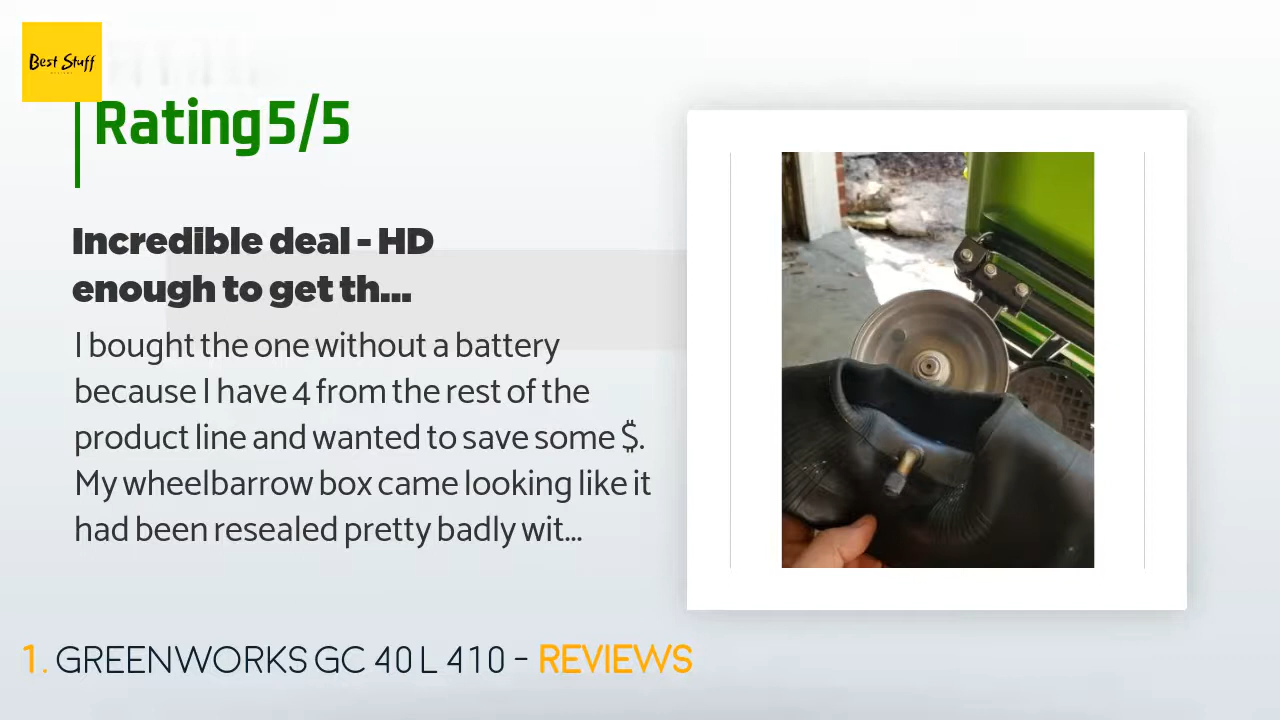 Best Stuff
Rating 5/5
Incredible deal - HD
enough to get th...
I bought the one without a battery
because I have 4 from the rest of the
product line and wanted to save some $.
My wheelbarrow box came looking like it
had been resealed pretty badly wit...
1. GREENWORKS GC 40 L 410 - REVIEWS